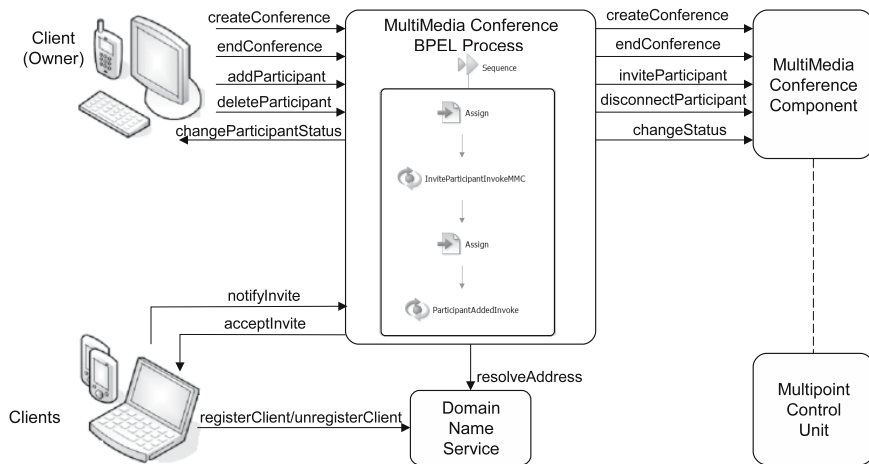 Client
(Owner)
createConference
endConference
addParticipant
deleteParticipant
changeParticipantStatus
MultiMedia Conference
BPEL Process
Sequence
Assign
InviteParticipantInvokeMMC
Assign
ParticipantAddedInvoke
createConference
endConference
inviteParticipant
disconnectParticipant
changeStatus
MultiMedia
Conference
Component
notifyInvite
acceptInvite
resolveAddress
Clients
registerClient/unregisterClient
Domain
Name
Service
Multipoint
Control
Unit